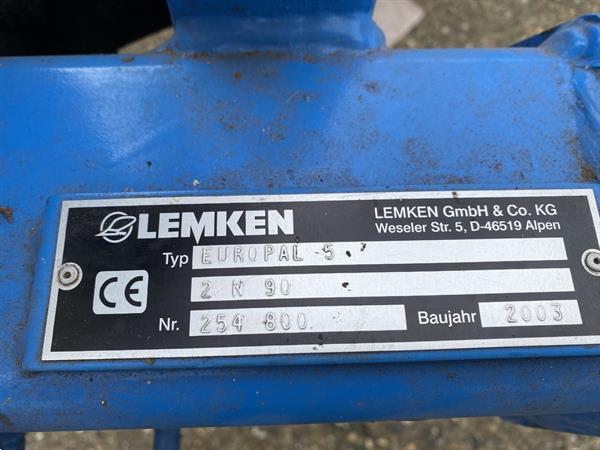 LEMKEN
LEMKEN GmbH & Co. KG
Weseler Str. 5, D-46519 Alpen
Typ EUROPAL 5
CE 2 N 90
Nr. 254 800 Baujahr 2003